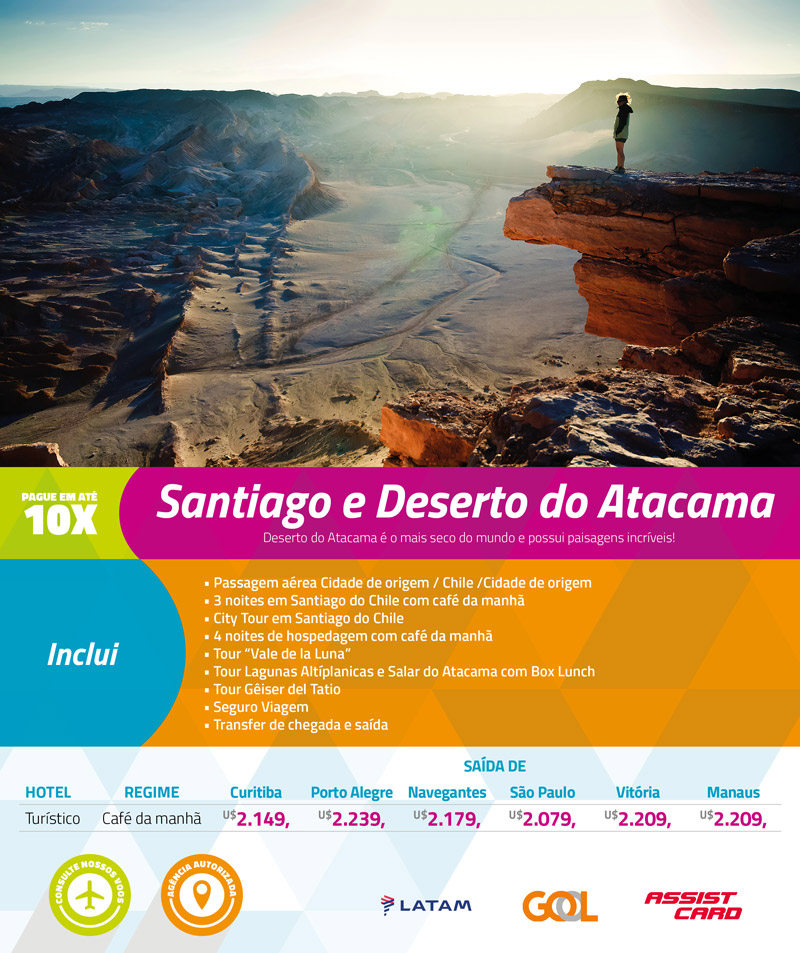 PAGUE EM ATÉ
10X
Santiago e Deserto do Atacama
Deserto do Atacama é o mais seco do mundo e possui paisagens incríveis!
Inclui
• Passagem aérea Cidade de origem / Chile /Cidade de origem
• 3 noites em Santiago do Chile com café da manhã
• City Tour em Santiago do Chile
• 4 noites de hospedagem com café da manhã
• Tour “Vale de la Luna”
• Tour Lagunas Altíplanicas e Salar do Atacama com Box Lunch
• Tour Gêiser del Tatio
• Seguro Viagem
• Transfer de chegada e saída
SAÍDA DE
HOTEL REGIME Curitiba Porto Alegre Navegantes São Paulo Vitória Manaus
Turístico Café da manhã U$2.149, U$2.239, U$2.179, U$2.079, U$2.209, U$2.209,
CONSULTE NOSSOS VOOS
AGÊNCIA AUTORIZADA
LATAM
GOL
ASSIST
CARD